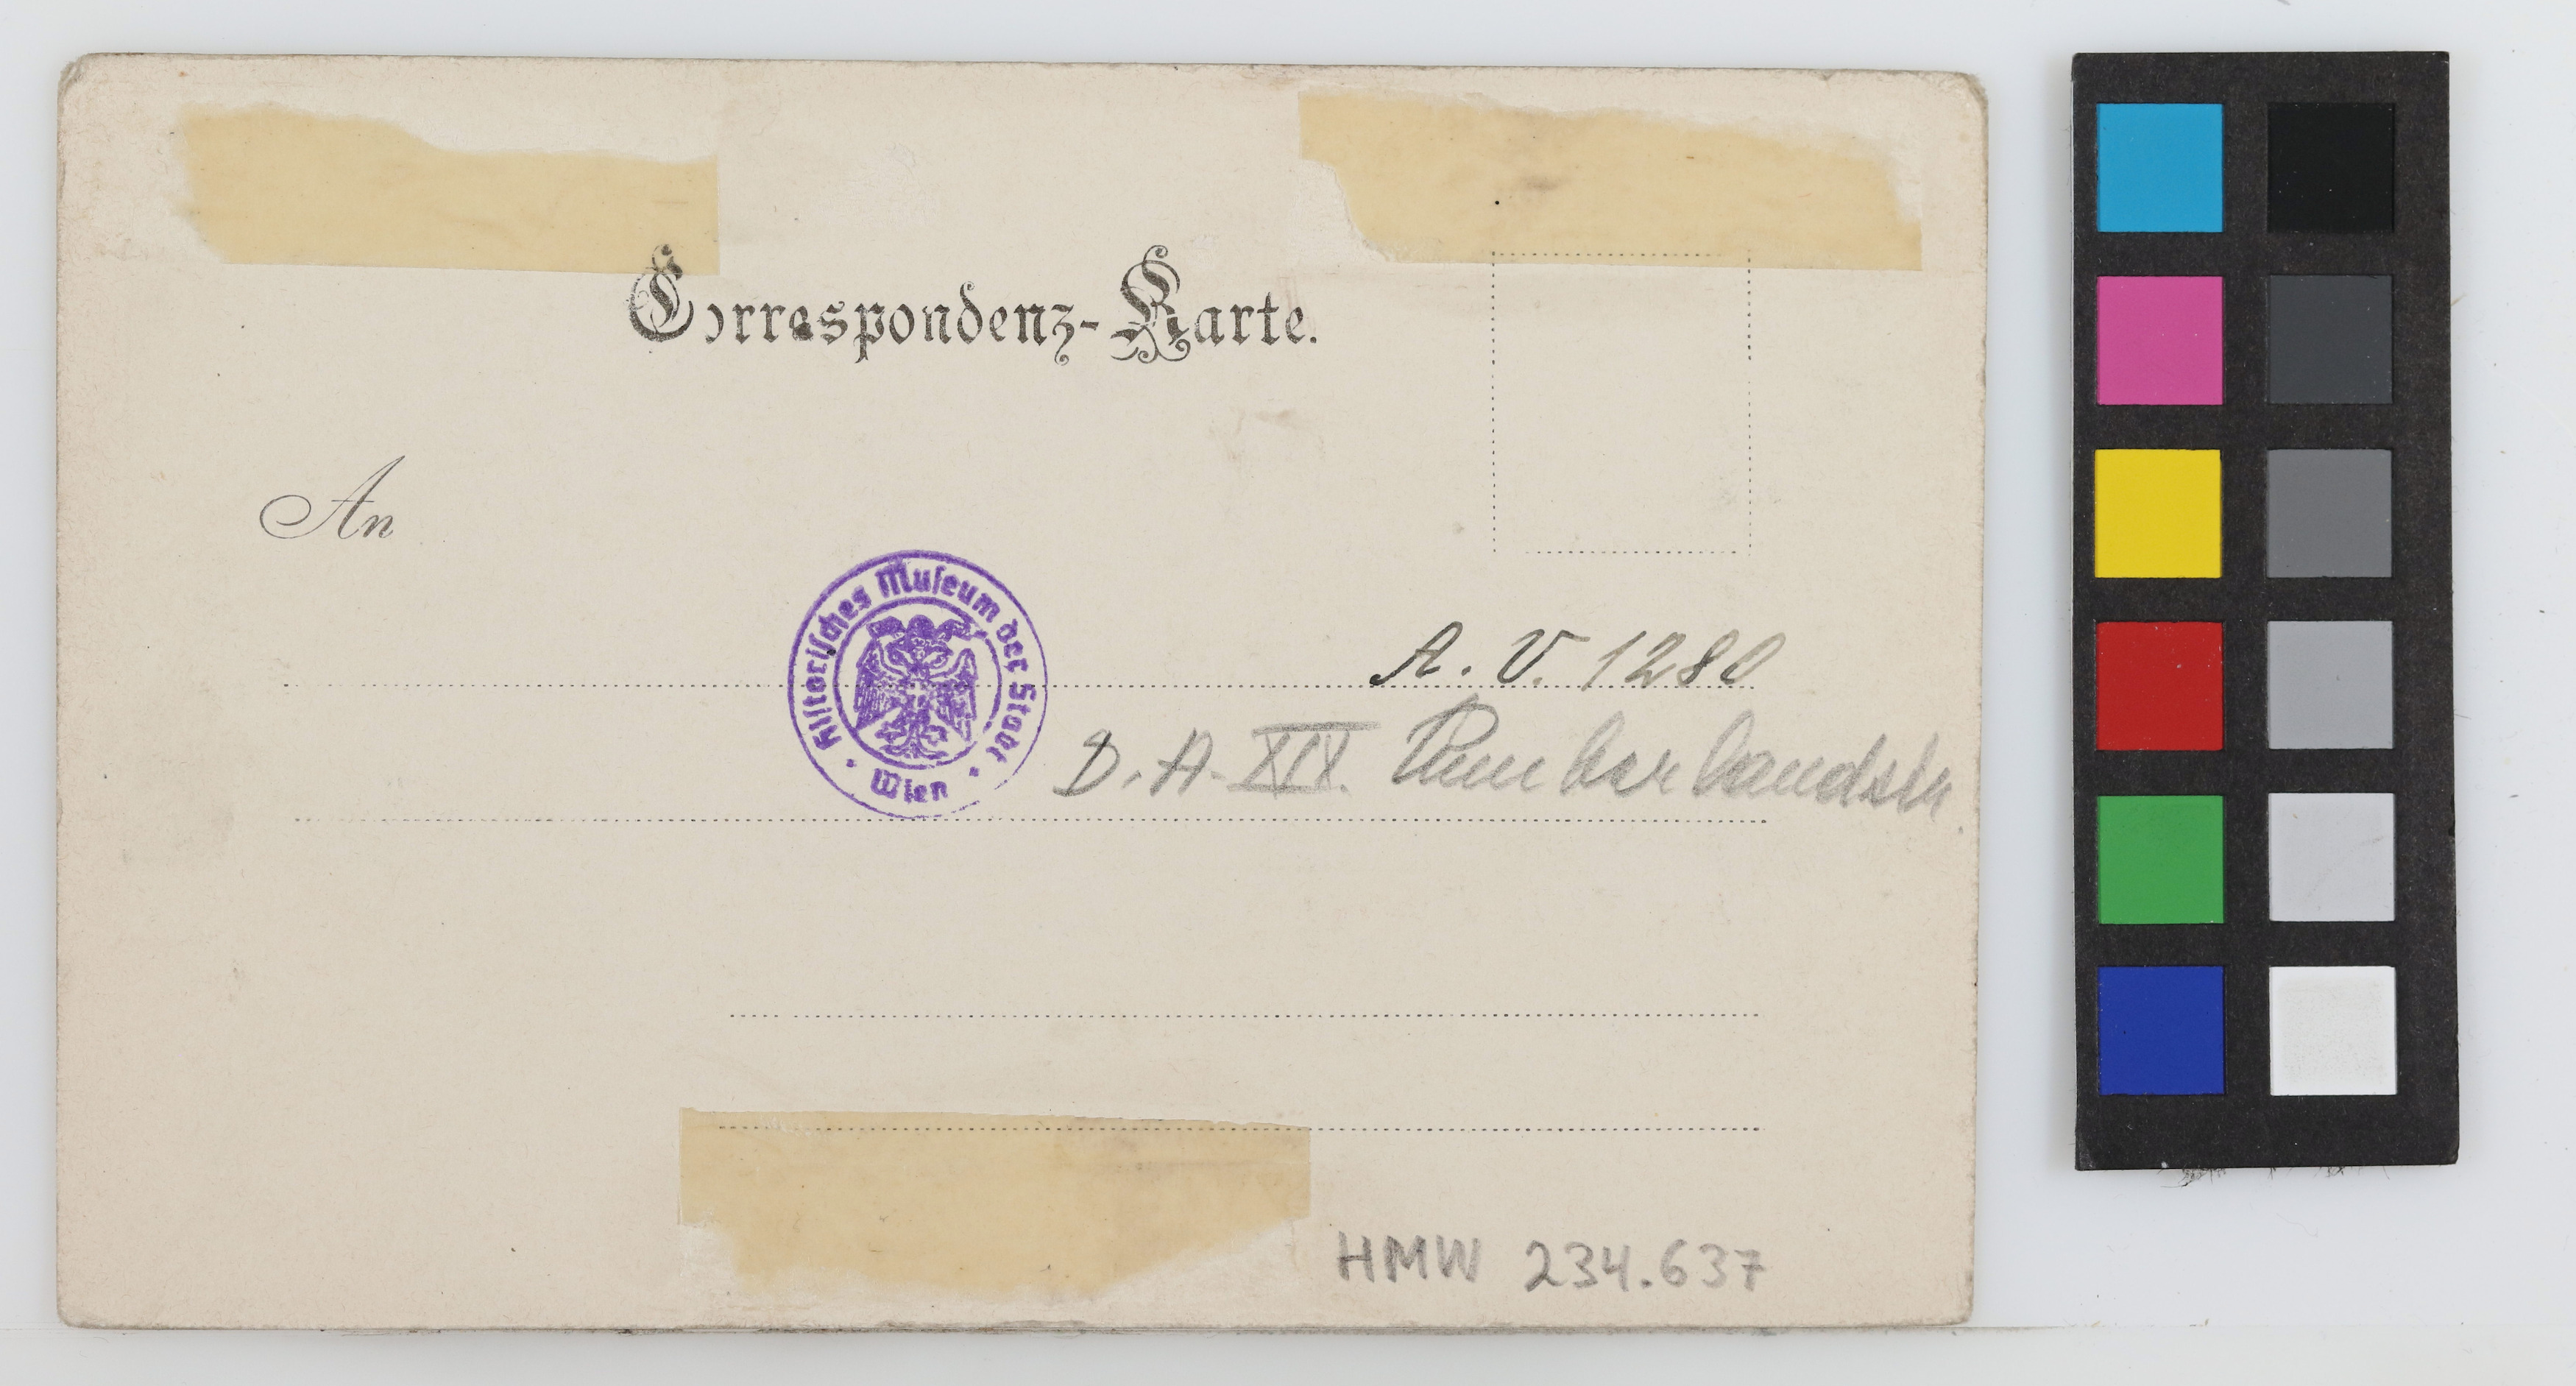 Correspondenz-Karte.
An
Historisches Museum der Stadt
Wien
A. V. 1280
D. A. XIX.
HMW 234.637